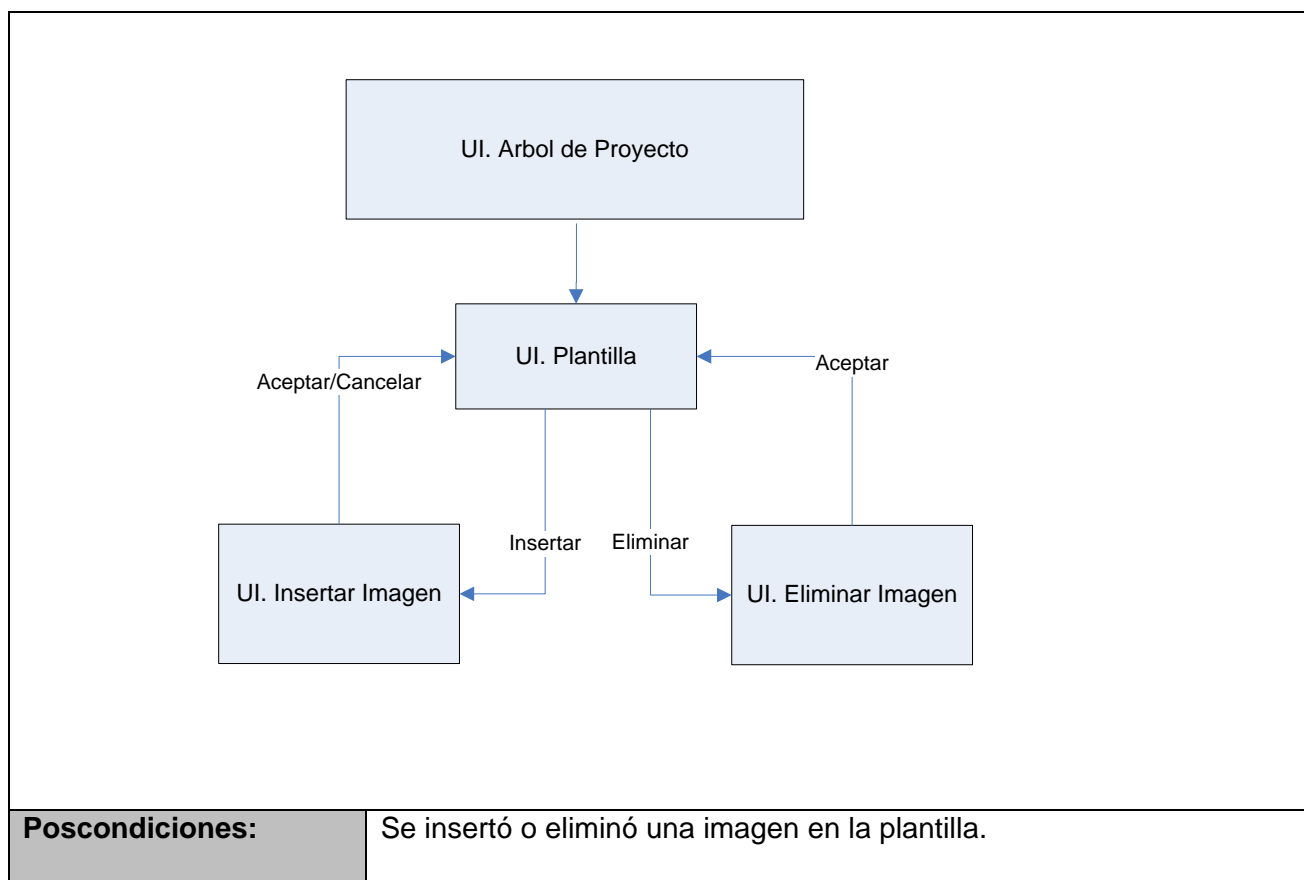 UI. Arbol de Proyecto
UI. Plantilla
Aceptar/Cancelar
Aceptar
Insertar
Eliminar
UI. Insertar Imagen
UI. Eliminar Imagen
Poscondiciones:
Se insertó o eliminó una imagen en la plantilla.